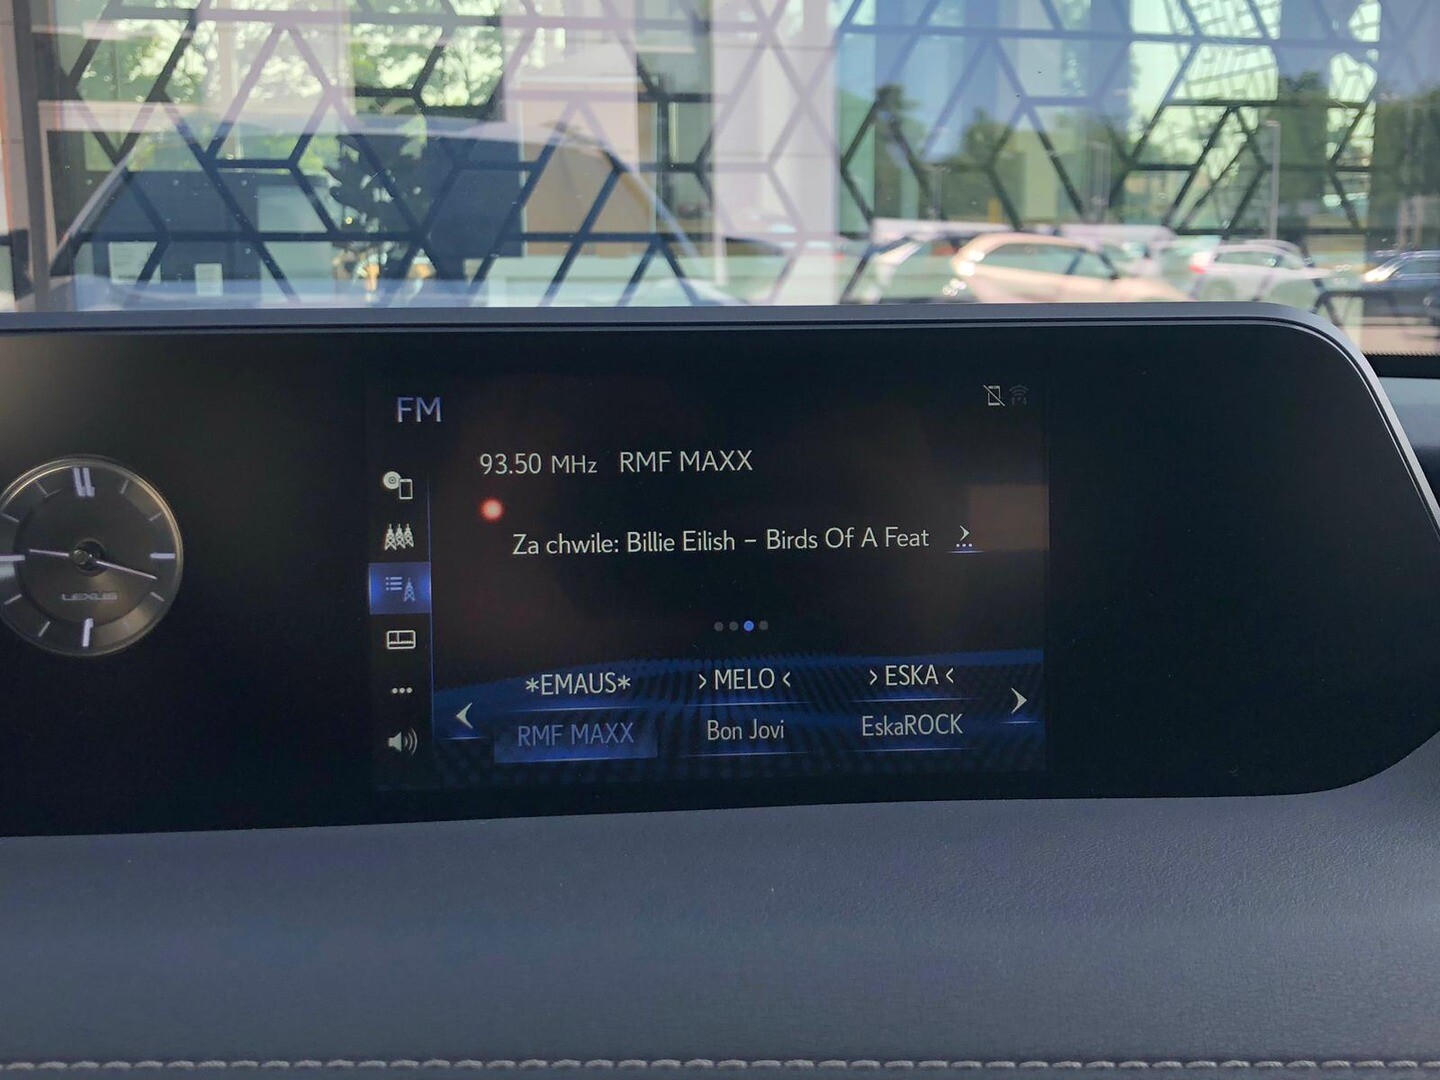 FM
93.50 MHz RMF MAXX
Za chwile: Billie Eilish – Birds Of A Feat
LEXUS
*EMAUS* >MELO < >ESKA <
RMF MAXX Bon Jovi EskaROCK